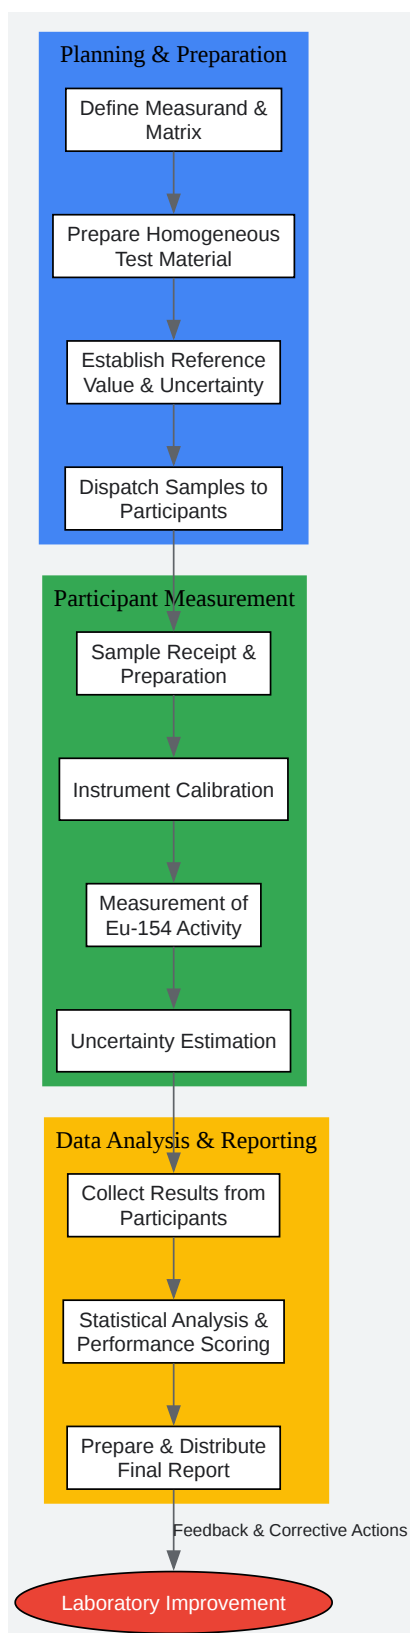 Planning & Preparation
Define Measurand &
Matrix
Prepare Homogeneous
Test Material
Establish Reference
Value & Uncertainty
Dispatch Samples to
Participants
Participant Measurement
Sample Receipt &
Preparation
Instrument Calibration
Measurement of
Eu-154 Activity
Uncertainty Estimation
Data Analysis & Reporting
Collect Results from
Participants
Statistical Analysis &
Performance Scoring
Prepare & Distribute
Final Report
Feedback & Corrective Actions
Laboratory Improvement